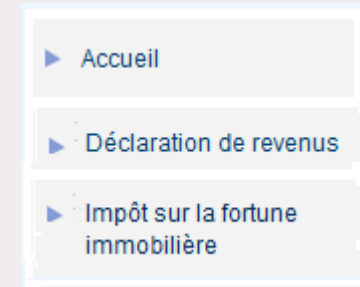 Accueil
Déclaration de revenus
Impôt sur la fortune
immobilière